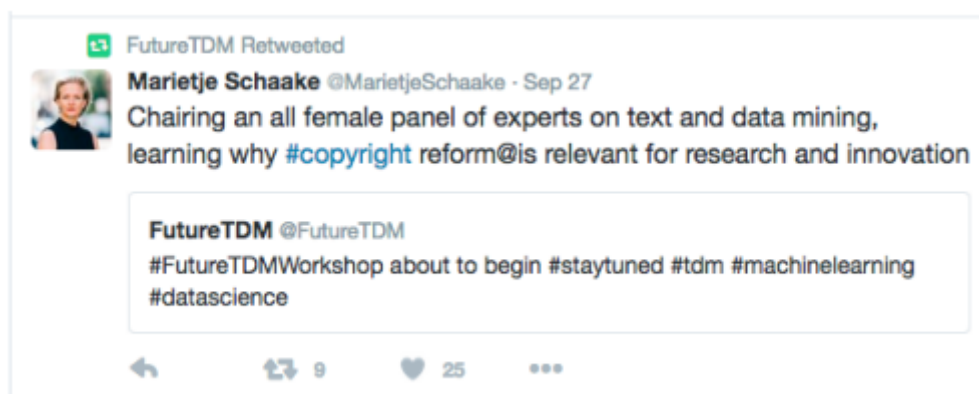 FutureTDM Retweeted
Marietje Schaake @MarietjeSchaake · Sep 27
Chairing an all female panel of experts on text and data mining,
learning why #copyright reform@is relevant for research and innovation
FutureTDM @FutureTDM
#FutureTDMWorkshop about to begin #staytuned #tdm #machinelearning
#datascience
9 25